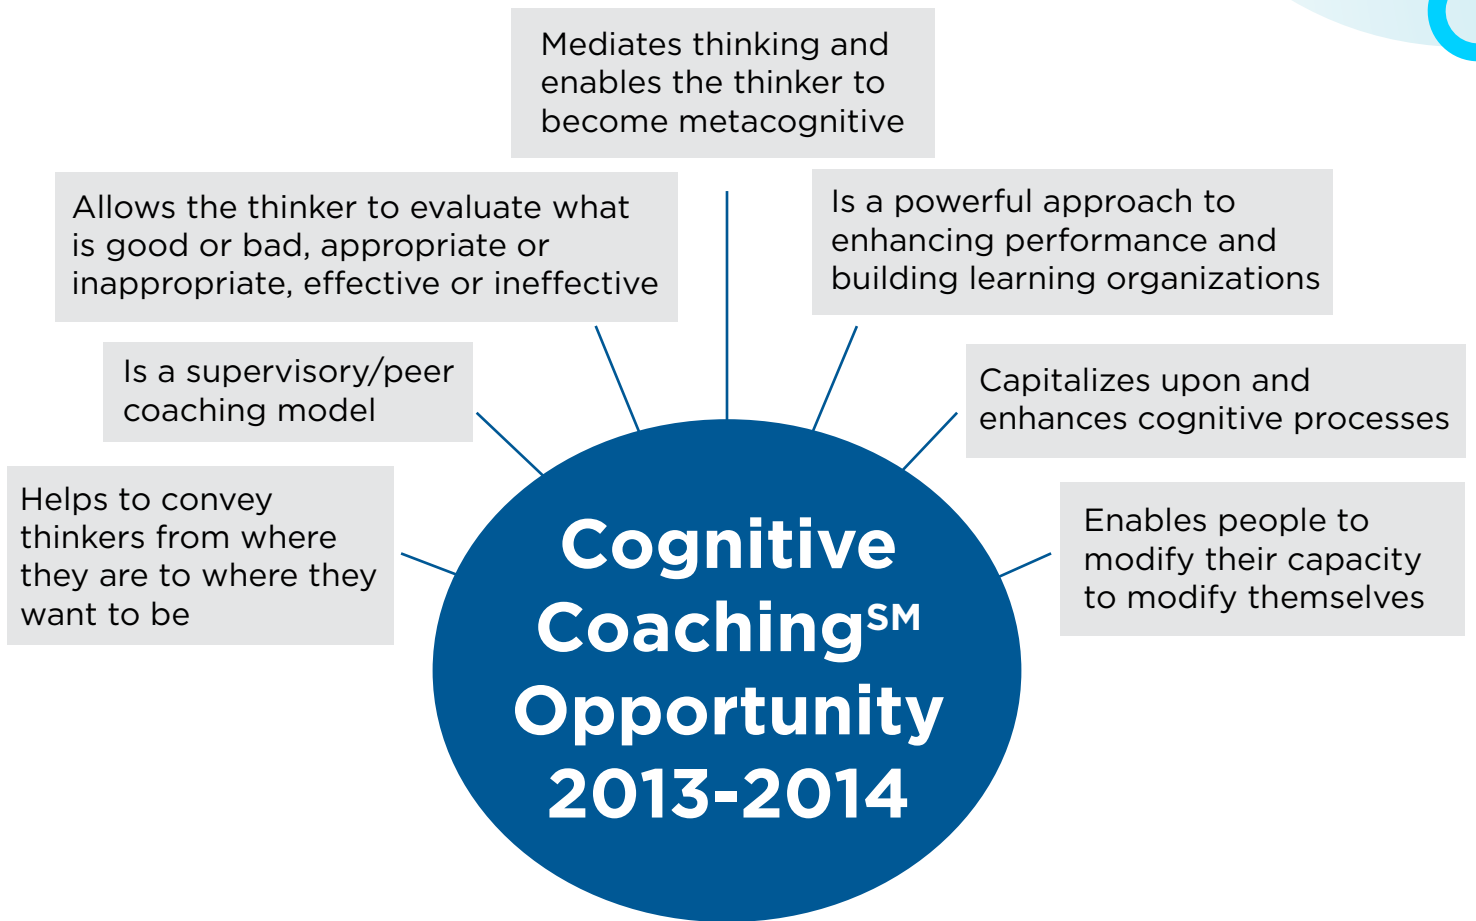 Mediates thinking and
enables the thinker to
become metacognitive
Allows the thinker to evaluate what
is good or bad, appropriate or
inappropriate, effective or ineffective
Is a powerful approach to
enhancing performance and
building learning organizations
Is a supervisory/peer
coaching model
Capitalizes upon and
enhances cognitive processes
Helps to convey
thinkers from where
they are to where they
want to be
Enables people to
modify their capacity
to modify themselves
Cognitive
Coaching℠
Opportunity
2013-2014